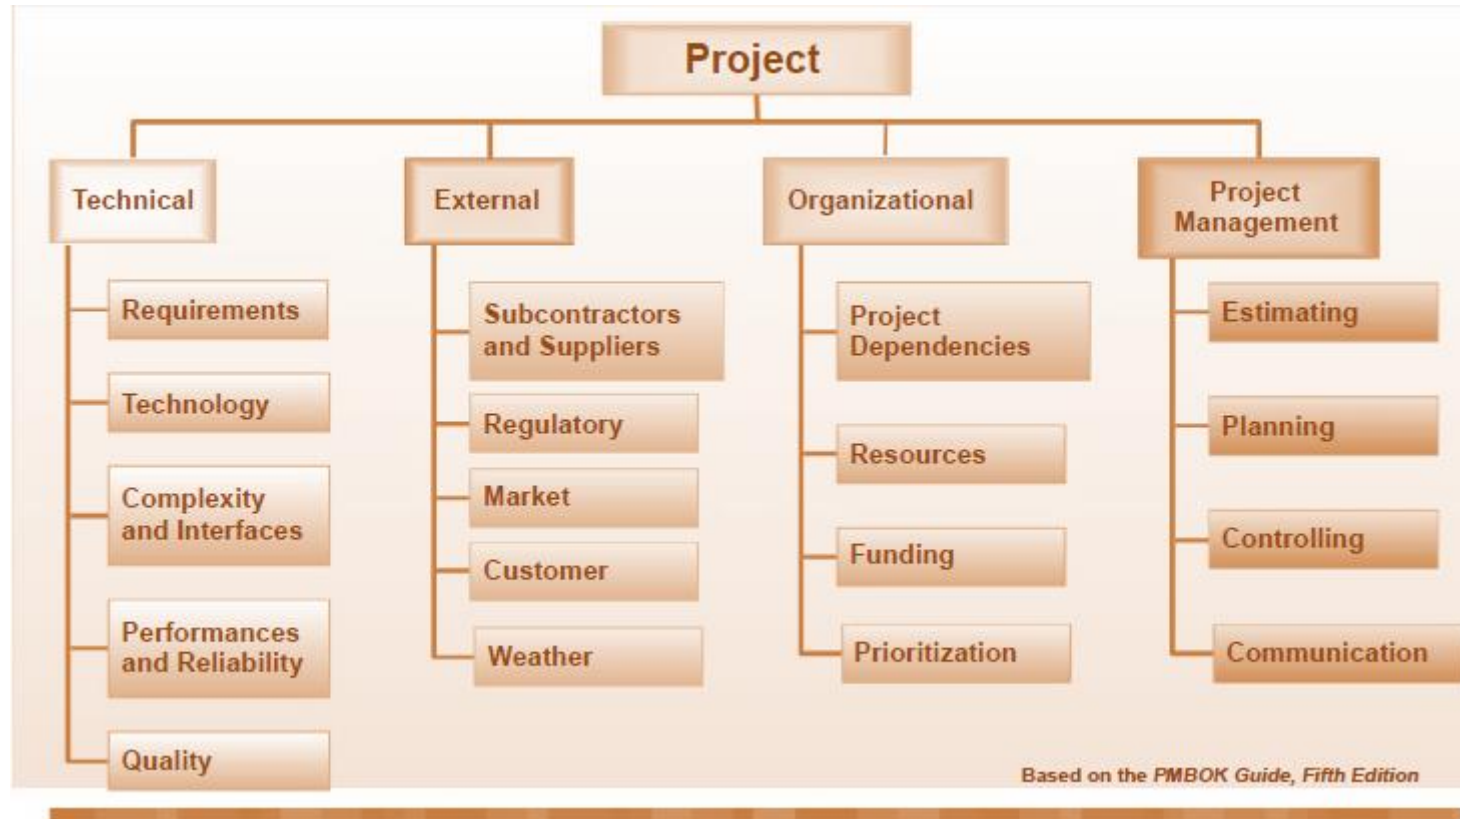 Project
Technical
External
Organizational
Project
Management
Requirements
Technology
Complexity
and Interfaces
Performances
and Reliability
Quality
Subcontractors
and Suppliers
Regulatory
Market
Customer
Weather
Project
Dependencies
Resources
Funding
Prioritization
Estimating
Planning
Controlling
Communication
Based on the PMBOK Guide, Fifth Edition